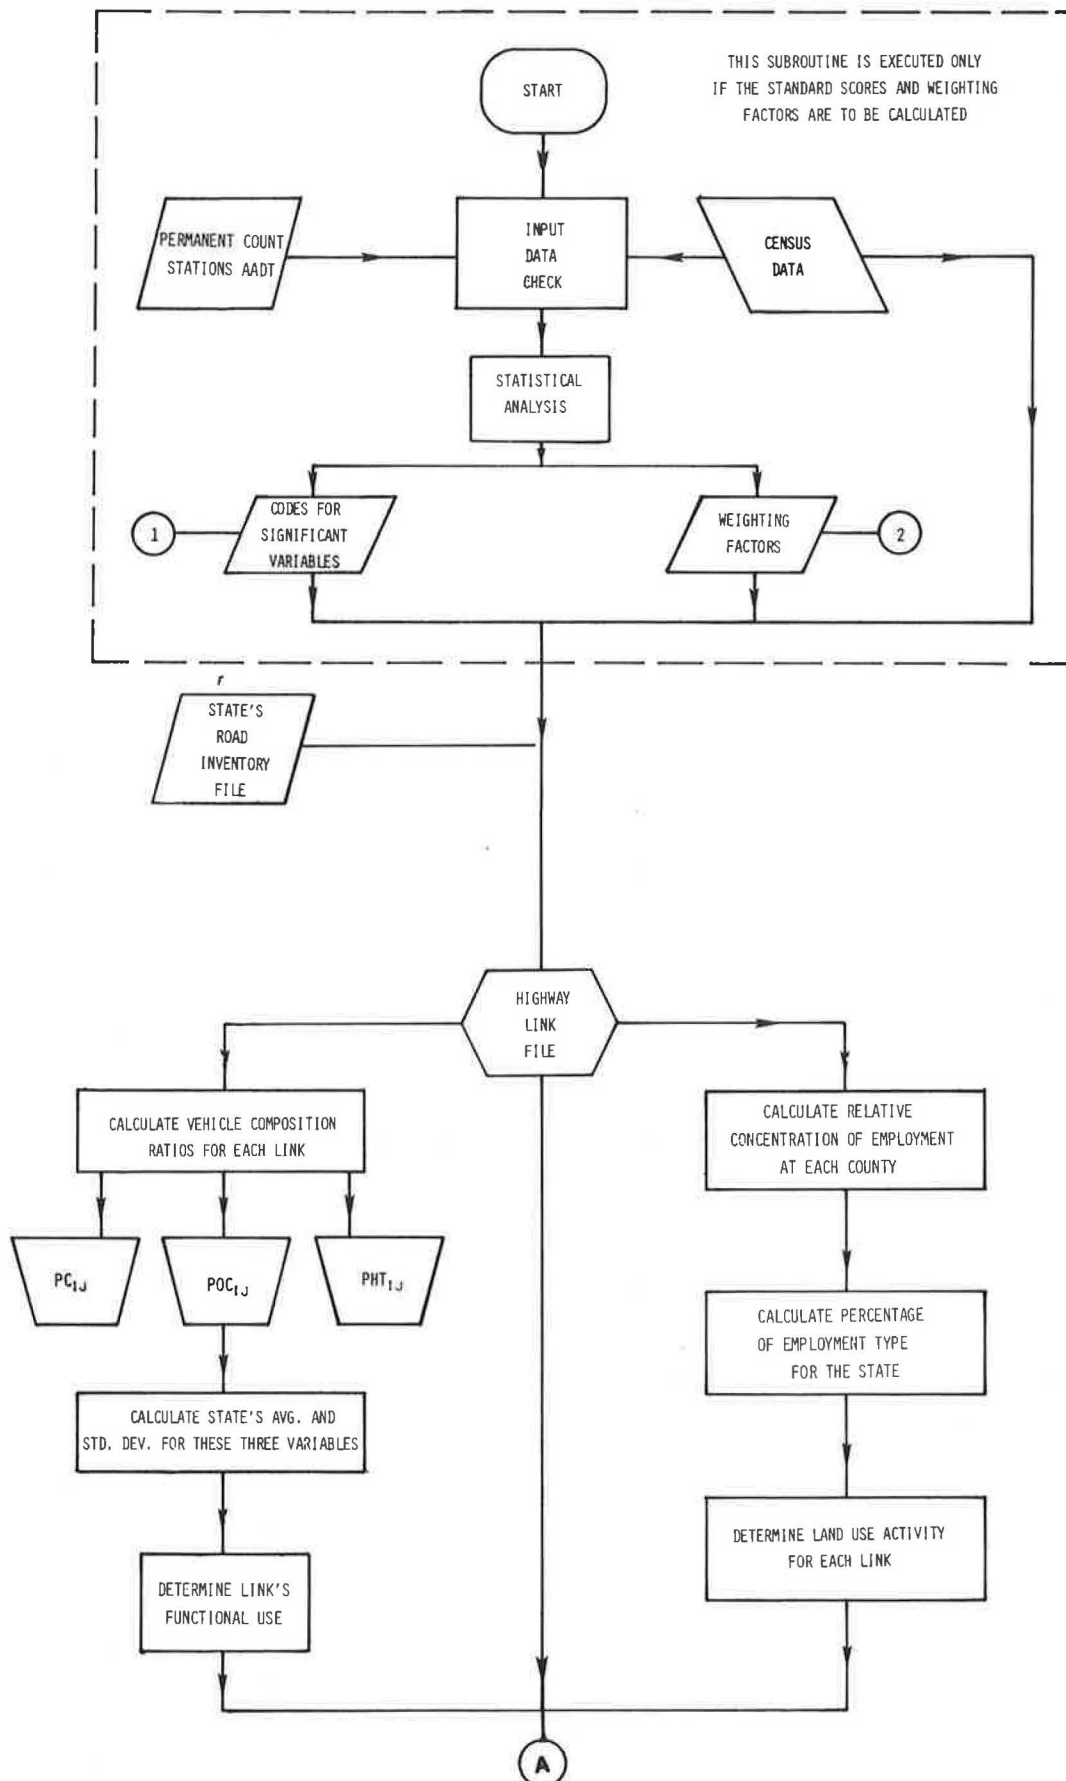 THIS SUBROUTINE IS EXECUTED ONLY
IF THE STANDARD SCORES AND WEIGHTING
FACTORS ARE TO BE CALCULATED
START
PERMANENT COUNT
STATIONS AADT
INPUT
DATA
CHECK
CENSUS
DATA
STATISTICAL
ANALYSIS
1
CODES FOR
SIGNIFICANT
VARIABLES
WEIGHTING
FACTORS
2
r
STATE'S
ROAD
INVENTORY
FILE
HIGHWAY
LINK
FILE
CALCULATE VEHICLE COMPOSITION
RATIOS FOR EACH LINK
CALCULATE RELATIVE
CONCENTRATION OF EMPLOYMENT
AT EACH COUNTY
PC₁J
POC₁J
PHT₁J
CALCULATE PERCENTAGE
OF EMPLOYMENT TYPE
FOR THE STATE
CALCULATE STATE'S AVG. AND
STD. DEV. FOR THESE THREE VARIABLES
DETERMINE LAND USE ACTIVITY
FOR EACH LINK
DETERMINE LINK'S
FUNCTIONAL USE
A